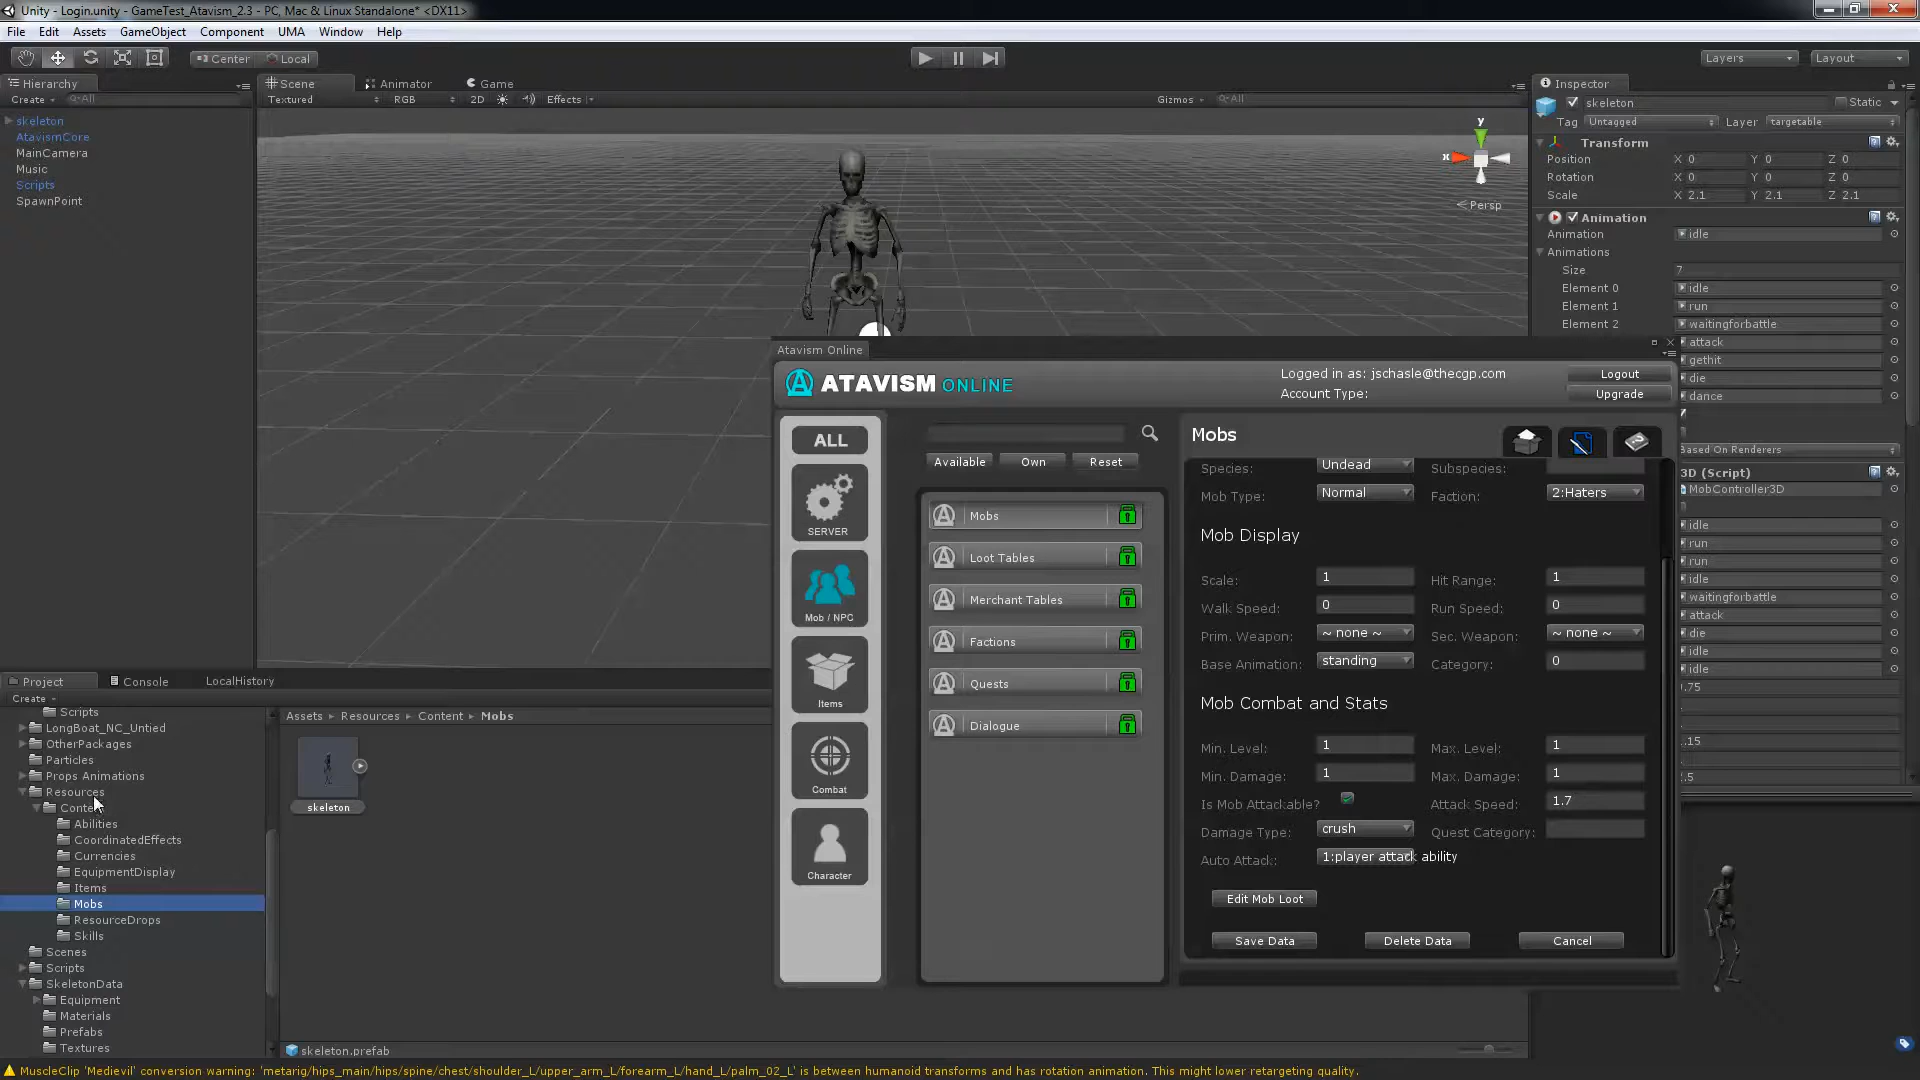 Unity - Login.unity - GameTest_Atavism_2.3 - PC, Mac & Linux Standalone* <DX11>
File Edit Assets GameObject Component UMA Window Help
Center Local Layers Layout
Hierarchy Scene Animator Game Inspector
Create All Textured RGB 2D Effects Gizmos All
skeleton Static
Tag Untagged Layer targetable
skeleton
AtavismCore
MainCamera
Music
Scripts
SpawnPoint
y
x
Persp
Transform
Position X 0 Y 0 Z 0
Rotation X 0 Y 0 Z 0
Scale X 2.1 Y 2.1 Z 2.1
Animation
Animation idle
Animations
Size 7
Element 0 idle
Element 1 run
Element 2 waitingforbattle
attack
gethit
die
dance
Based On Renderers
3D (Script)
MobController3D
idle
run
run
idle
waitingforbattle
attack
die
idle
idle
Atavism Online
ATAVISM ONLINE
Logged in as: jschasle@thecgp.com
Account Type:
Logout
Upgrade
ALL
SERVER
Mob / NPC
Items
Combat
Character
Available Own Reset
Mobs
Loot Tables
Merchant Tables
Factions
Quests
Dialogue
Mobs
Species: Undead Subspecies:
Mob Type: Normal Faction: 2:Haters
Mob Display
Scale: 1 Hit Range: 1
Walk Speed: 0 Run Speed: 0
Prim. Weapon: ~ none ~ Sec. Weapon: ~ none ~
Base Animation: standing Category: 0
Mob Combat and Stats
Min. Level: 1 Max. Level: 1
Min. Damage: 1 Max. Damage: 1
Is Mob Attackable? Attack Speed: 1.7
Damage Type: crush Quest Category:
Auto Attack: 1:player attack ability
Edit Mob Loot
Save Data Delete Data Cancel
Project Console LocalHistory
Create
Scripts
LongBoat_NC_Untied
OtherPackages
Particles
Props Animations
Resources
Abilities
CoordinatedEffects
Currencies
EquipmentDisplay
Items
Mobs
ResourceDrops
Skills
Scenes
Scripts
SkeletonData
Equipment
Materials
Prefabs
Textures
Assets Resources Content Mobs
skeleton
skeleton.prefab
MuscleClip 'Medievil' conversion warning: 'metarig/hips_main/hips/spine/chest/shoulder_L/upper_arm_L/forearm_L/hand_L/palm_02_L' is between humanoid transforms and has rotation animation. This might lower retargeting quality.